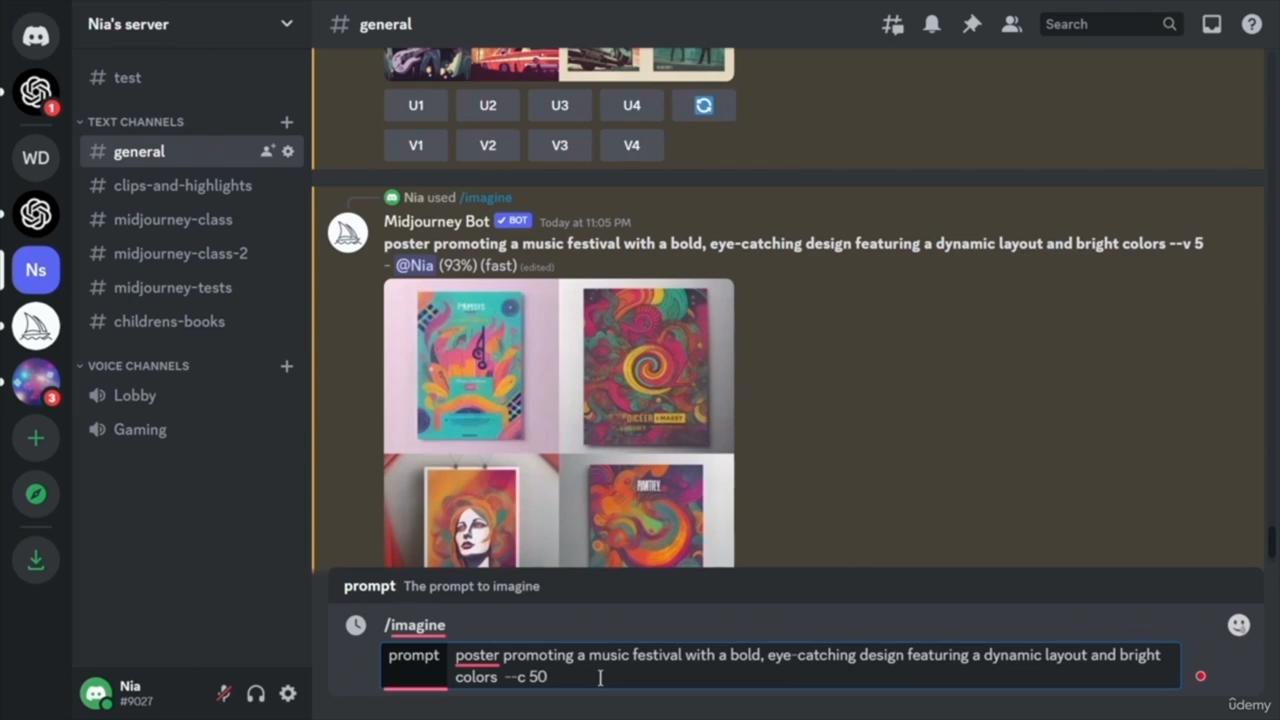 Nia's server
general
Search
test
TEXT CHANNELS
general
clips-and-highlights
midjourney-class
midjourney-class-2
midjourney-tests
childrens-books
VOICE CHANNELS
Lobby
Gaming
1
WD
Ns
3
Nia
#9027
U1 U2 U3 U4
V1 V2 V3 V4
Nia used /imagine
Midjourney Bot ✓ BOT Today at 11:05 PM
poster promoting a music festival with a bold, eye-catching design featuring a dynamic layout and bright colors --v 5
- @Nia (93%) (fast) (edited)
prompt The prompt to imagine
/imagine
prompt poster promoting a music festival with a bold, eye-catching design featuring a dynamic layout and bright
colors --c 50
ûdemy